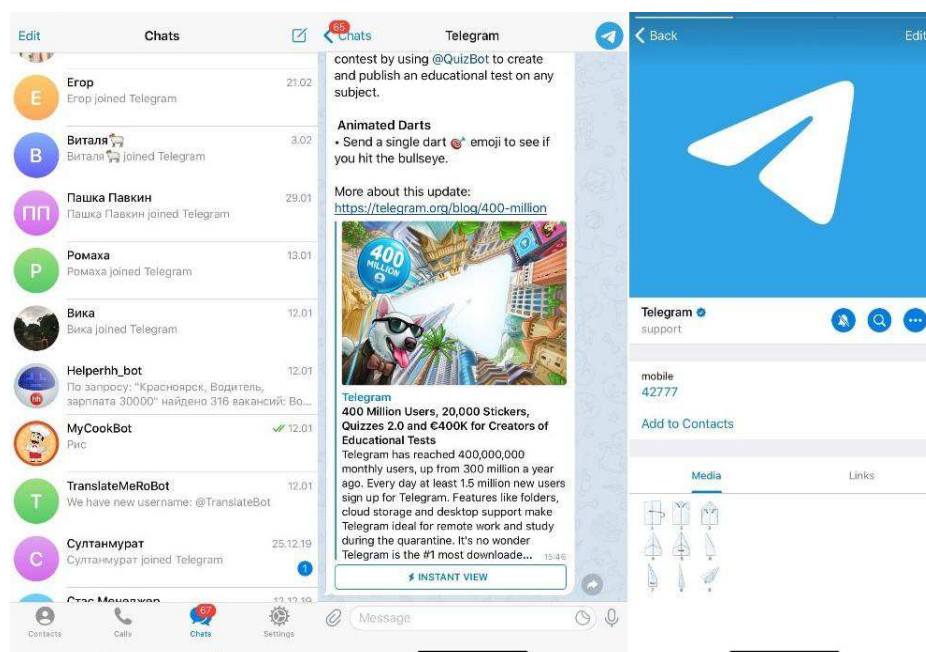 Edit
Chats
Егор
21.02
Егор joined Telegram
Е
Виталя
3.02
Виталя joined Telegram
В
Пашка Павкин
29.01
Пашка Павкин joined Telegram
ПП
Ромаха
13.01
Ромаха joined Telegram
Р
Вика
12.01
Вика joined Telegram
Helperhh_bot
12.01
По запросу: "Красноярск, Водитель,
зарплата 30000" найдено 316 вакансий: Во...
hh
MyCookBot
12.01
Рис
TranslateMeRoBot
12.01
We have new username: @TranslateBot
T
Султанмурат
25.12.19
Султанмурат joined Telegram
С
1
Стас Менеджер
12.12.19
Contacts
Calls
67
Chats
Settings
65
Chats
Telegram
contest by using @QuizBot to create
and publish an educational test on any
subject.
Animated Darts
• Send a single dart 🎯 emoji to see if
you hit the bullseye.
More about this update:
https://telegram.org/blog/400-million
400
MILLION
Telegram
400 Million Users, 20,000 Stickers,
Quizzes 2.0 and €400K for Creators of
Educational Tests
Telegram has reached 400,000,000
monthly users, up from 300 million a year
ago. Every day at least 1.5 million new users
sign up for Telegram. Features like folders,
cloud storage and desktop support make
Telegram ideal for remote work and study
during the quarantine. It's no wonder
Telegram is the #1 most downloade...
15:46
INSTANT VIEW
Message
Back
Edit
Telegram
support
mobile
42777
Add to Contacts
Media
Links